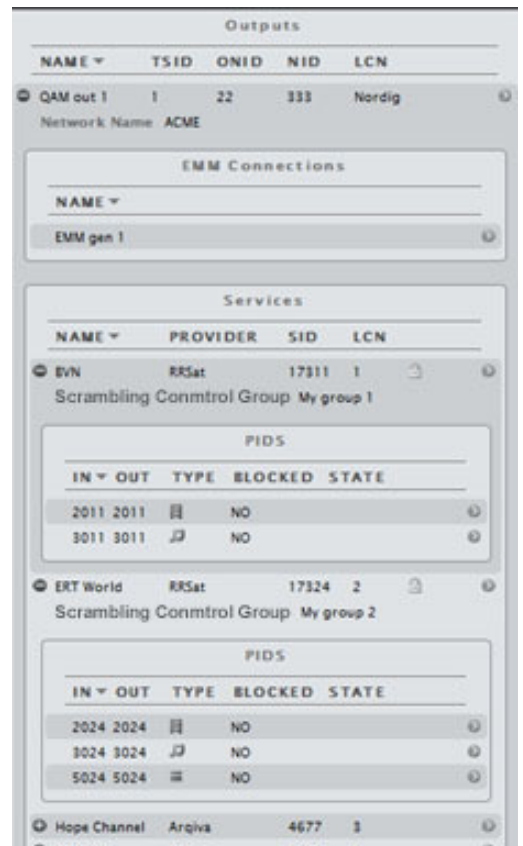 Outputs
NAME TSID ONID NID LCN
QAM out 1 1 22 333 Nordig
Network Name ACME
EMM Connections
NAME
EMM gen 1
Services
NAME PROVIDER SID LCN
BVN RRSat 17311 1
Scrambling Conmtrol Group My group 1
PIDS
IN OUT TYPE BLOCKED STATE
2011 2011 NO
3011 3011 NO
ERT World RRSat 17324 2
Scrambling Conmtrol Group My group 2
PIDS
IN OUT TYPE BLOCKED STATE
2024 2024 NO
3024 3024 NO
5024 5024 NO
Hope Channel Arqiva 4677 3